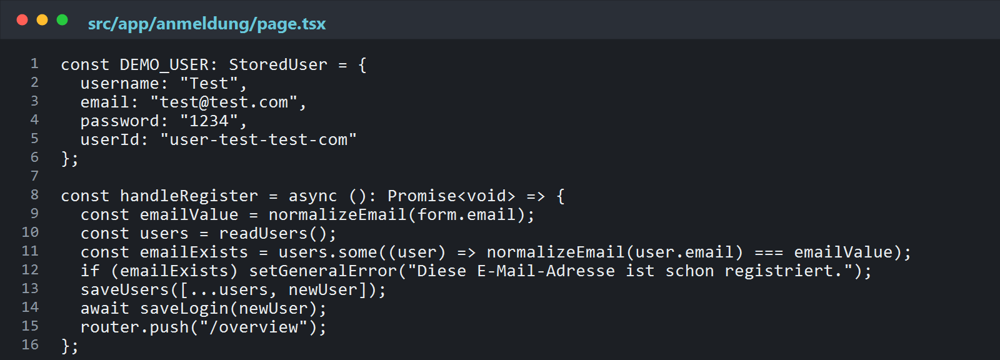 src/app/anmeldung/page.tsx
1 const DEMO_USER: StoredUser = {
2   username: "Test",
3   email: "test@test.com",
4   password: "1234",
5   userId: "user-test-test-com"
6 };
7
8 const handleRegister = async (): Promise<void> => {
9   const emailValue = normalizeEmail(form.email);
10   const users = readUsers();
11   const emailExists = users.some((user) => normalizeEmail(user.email) === emailValue);
12   if (emailExists) setGeneralError("Diese E-Mail-Adresse ist schon registriert.");
13   saveUsers([...users, newUser]);
14   await saveLogin(newUser);
15   router.push("/overview");
16 };